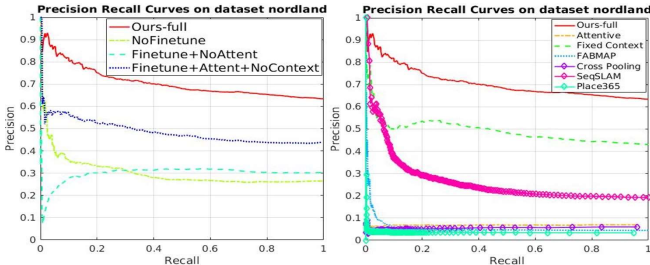 Precision Recall Curves on dataset nordland
1
0.9
0.8
0.7
0.6
0.5
0.4
0.3
0.2
0.1
0
Precision
Ours-full
NoFinetune
Finetune+NoAttent
Finetune+Attent+NoContext
0
0.2
0.4
0.6
0.8
1
Recall
Precision Recall Curves on dataset nordland
1
0.9
0.8
0.7
0.6
0.5
0.4
0.3
0.2
0.1
0
Precision
Ours-full
Attentive
Fixed Context
FABMAP
Cross Pooling
SeqSLAM
Place365
0
0.2
0.4
0.6
0.8
1
Recall